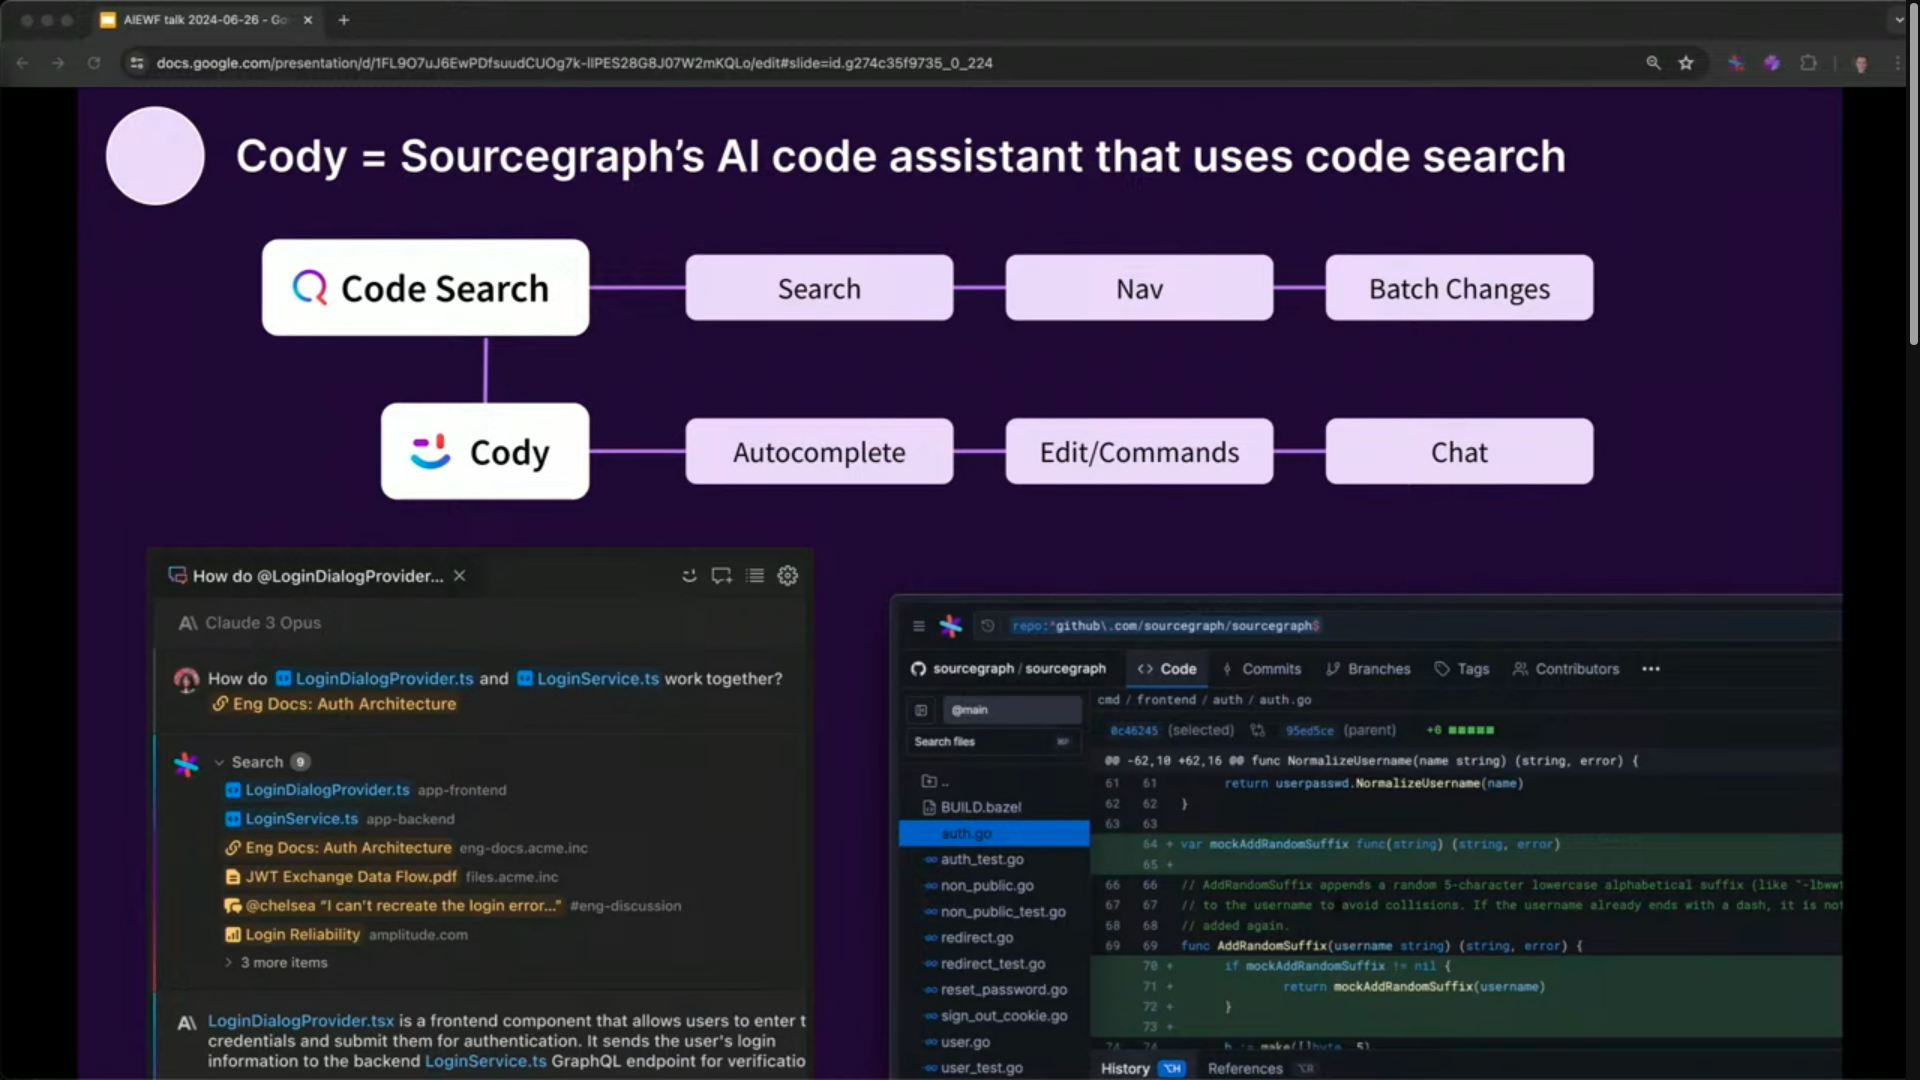 AIEWF talk 2024-06-26 - Go
docs.google.com/presentation/d/1FL9O7uJ6EwPDfsuudCUOg7k-IlPES28G8J07W2mKQLo/edit#slide=id.g274c35f9735_0_224
Cody = Sourcegraph's AI code assistant that uses code search
Code Search
Search
Nav
Batch Changes
Cody
Autocomplete
Edit/Commands
Chat
How do @LoginDialogProvider...
Claude 3 Opus
How do LoginDialogProvider.ts and LoginService.ts work together?
Eng Docs: Auth Architecture
Search 9
LoginDialogProvider.ts app-frontend
LoginService.ts app-backend
Eng Docs: Auth Architecture eng-docs.acme.inc
JWT Exchange Data Flow.pdf files.acme.inc
@chelsea "I can't recreate the login error..." #eng-discussion
Login Reliability amplitude.com
3 more items
LoginDialogProvider.tsx is a frontend component that allows users to enter t
credentials and submit them for authentication. It sends the user's login
information to the backend LoginService.ts GraphQL endpoint for verificatio
repo:^github\.com/sourcegraph/sourcegraph$
sourcegraph / sourcegraph
Code Commits Branches Tags Contributors
@main
Search files
..
BUILD.bazel
auth.go
auth_test.go
non_public.go
non_public_test.go
redirect.go
redirect_test.go
reset_password.go
sign_out_cookie.go
user.go
user_test.go
cmd / frontend / auth / auth.go
0c46245 (selected) 95ed5ce (parent) +6
@@ -62,10 +62,16 @@ func NormalizeUsername(name string) (string, error) {
61 61 return userpasswd.NormalizeUsername(name)
62 62 }
63 63
64 + var mockAddRandomSuffix func(string) (string, error)
65 +
66 66 // AddRandomSuffix appends a random 5-character lowercase alphabetical suffix (like "-lbww
67 67 // to the username to avoid collisions. If the username already ends with a dash, it is not
68 68 // added again.
69 69 func AddRandomSuffix(username string) (string, error) {
70 + if mockAddRandomSuffix != nil {
71 + return mockAddRandomSuffix(username)
72 + }
73 +
74 74 b := make([]byte, 5)
History References